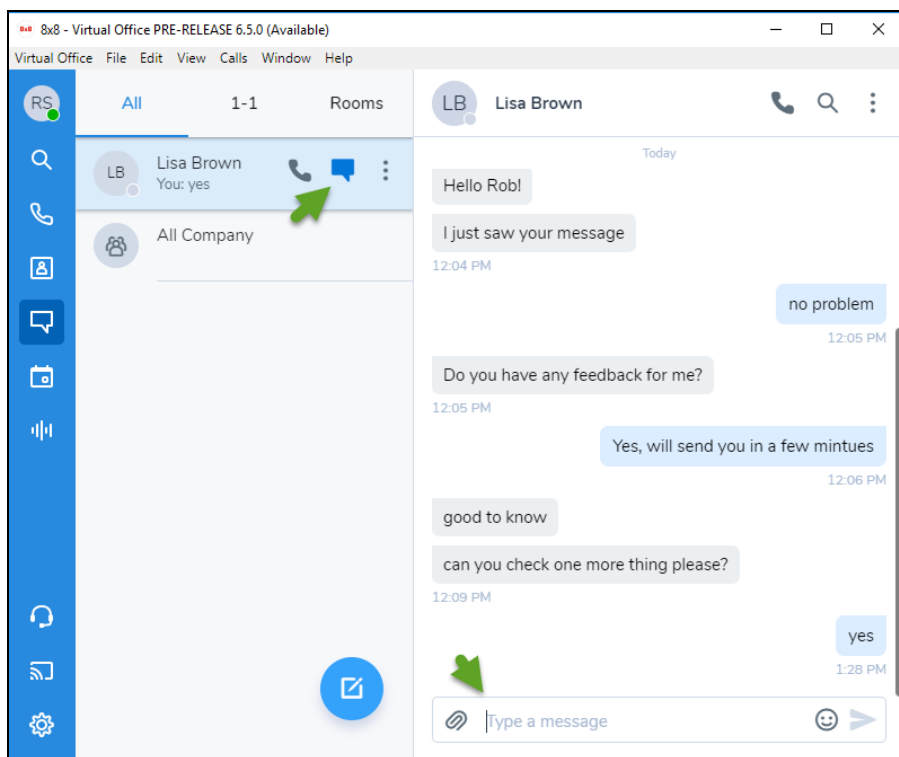 8x8 - Virtual Office PRE-RELEASE 6.5.0 (Available)
Virtual Office File Edit View Calls Window Help
RS
All 1-1 Rooms
LB Lisa Brown
LB Lisa Brown
You: yes
All Company
Today
Hello Rob!
I just saw your message
12:04 PM
no problem
12:05 PM
Do you have any feedback for me?
12:05 PM
Yes, will send you in a few mintues
12:06 PM
good to know
can you check one more thing please?
12:09 PM
yes
1:28 PM
Type a message